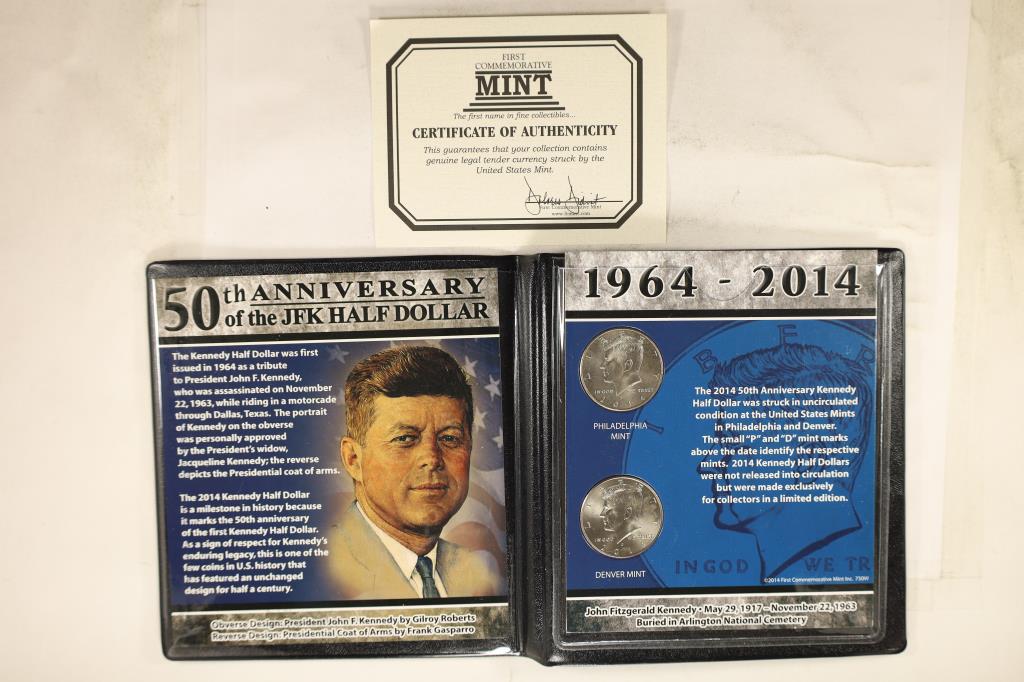 FIRST
COMMEMORATIVE
MINT
The first name in fine collectibles...
CERTIFICATE OF AUTHENTICITY
This guarantees that your collection contains
genuine legal tender currency struck by the
United States Mint.
First Commemorative Mint
50th ANNIVERSARY
of the JFK HALF DOLLAR
The Kennedy Half Dollar was first
issued in 1964 as a tribute
to President John F. Kennedy,
who was assassinated on November
22, 1963, while riding in a motorcade
through Dallas, Texas. The portrait
of Kennedy on the obverse
was personally approved
by the President's widow,
Jacqueline Kennedy; the reverse
depicts the Presidential coat of arms.
The 2014 Kennedy Half Dollar
is a milestone in history because
it marks the 50th anniversary
of the first Kennedy Half Dollar.
As a sign of respect for Kennedy's
enduring legacy, this is one of the
few coins in U.S. history that
has featured an unchanged
design for half a century.
Obverse Design: President John F. Kennedy by Gilroy Roberts
Reverse Design: Presidential Coat of Arms by Frank Gasparro
1964 - 2014
IN GOD WE TRUST
PHILADELPHIA
MINT
IN GOD WE TRUST
DENVER MINT
The 2014 50th Anniversary Kennedy
Half Dollar was struck in uncirculated
condition at the United States Mints
in Philadelphia and Denver.
The small "P" and "D" mint marks
above the date identify the respective
mints. 2014 Kennedy Half Dollars
were not released into circulation
but were made exclusively
for collectors in a limited edition.
B E R
IN GOD WE TR
©2014 First Commemorative Mint Inc. 730W
John Fitzgerald Kennedy • May 29, 1917 – November 22, 1963
Buried in Arlington National Cemetery